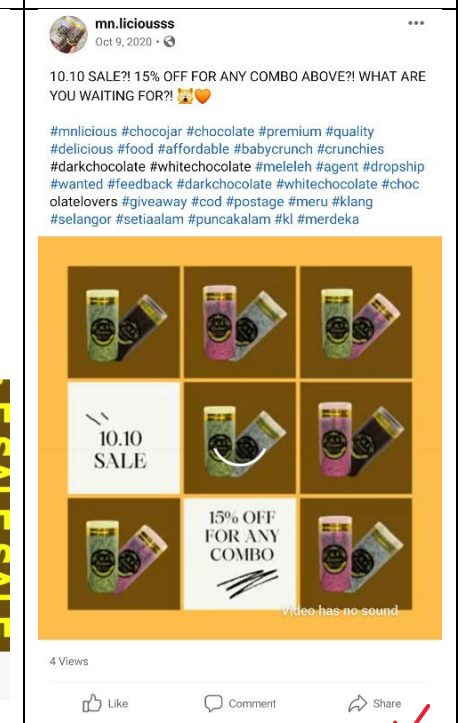 mn.liciousss
Oct 9, 2020 •
10.10 SALE?! 15% OFF FOR ANY COMBO ABOVE?! WHAT ARE
YOU WAITING FOR?! 🙀🧡
#mnlicious #chocojar #chocolate #premium #quality
#delicious #food #affordable #babycrunch #crunchies
#darkchocolate #whitechocolate #meleleh #agent #dropship
#wanted #feedback #darkchocolate #whitechocolate #choc
olatelovers #giveaway #cod #postage #meru #klang
#selangor #setiaalam #puncakalam #kl #merdeka
10.10
SALE
15% OFF
FOR ANY
COMBO
Video has no sound
4 Views
Like
Comment
Share